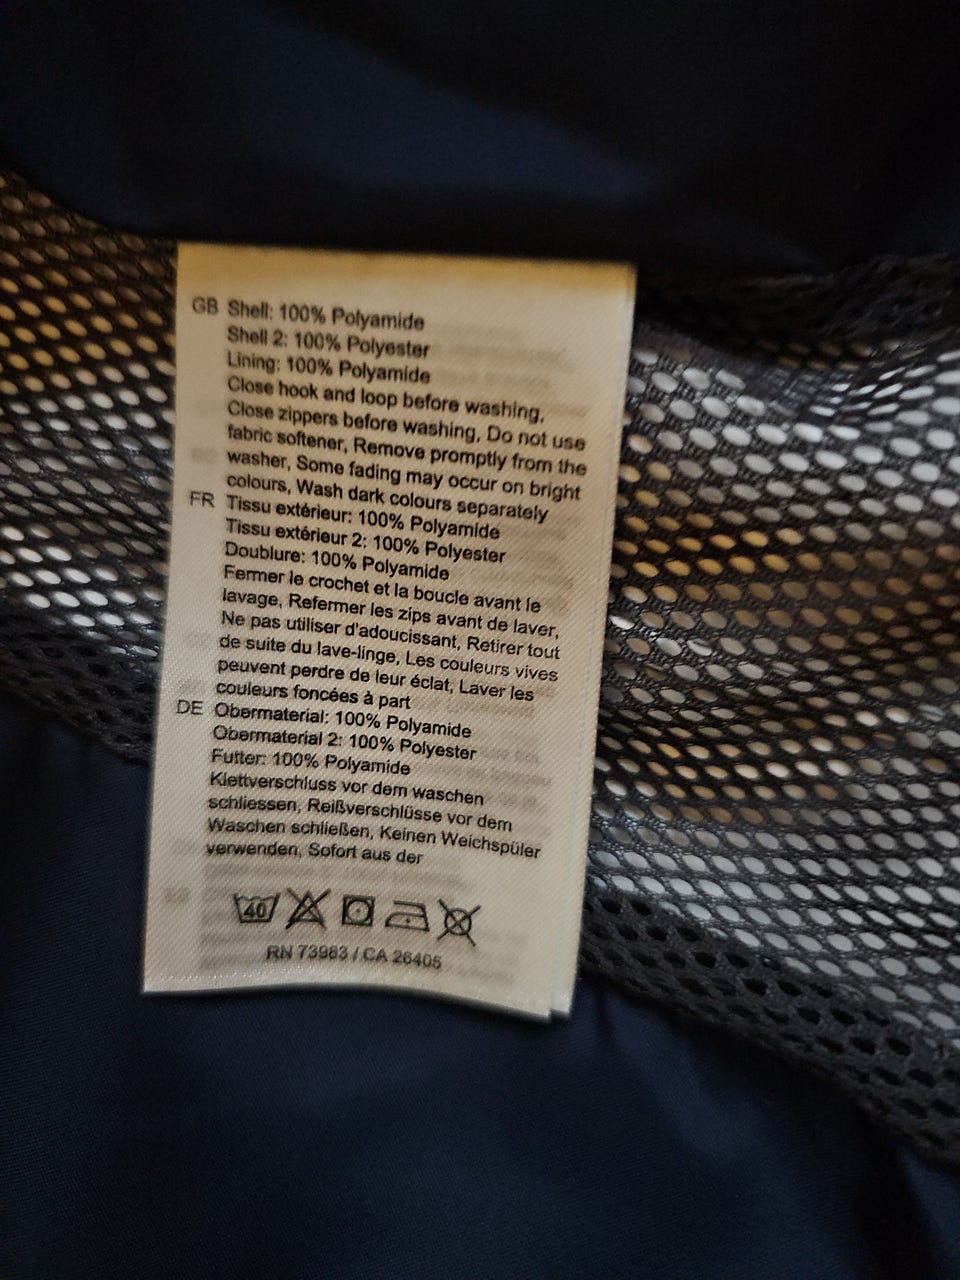 GB Shell: 100% Polyamide
Shell 2: 100% Polyester
Lining: 100% Polyamide
Close hook and loop before washing,
Close zippers before washing, Do not use
fabric softener, Remove promptly from the
washer, Some fading may occur on bright
colours, Wash dark colours separately
FR Tissu extérieur: 100% Polyamide
Tissu extérieur 2: 100% Polyester
Doublure: 100% Polyamide
Fermer le crochet et la boucle avant le
lavage, Refermer les zips avant de laver,
Ne pas utiliser d'adoucissant, Retirer tout
de suite du lave-linge, Les couleurs vives
peuvent perdre de leur éclat, Laver les
couleurs foncées à part
DE Obermaterial: 100% Polyamide
Obermaterial 2: 100% Polyester
Futter: 100% Polyamide
Klettverschluss vor dem waschen
schliessen, Reißverschlüsse vor dem
Waschen schließen, Keinen Weichspüler
verwenden, Sofort aus der
40
RN 73983 / CA 26405